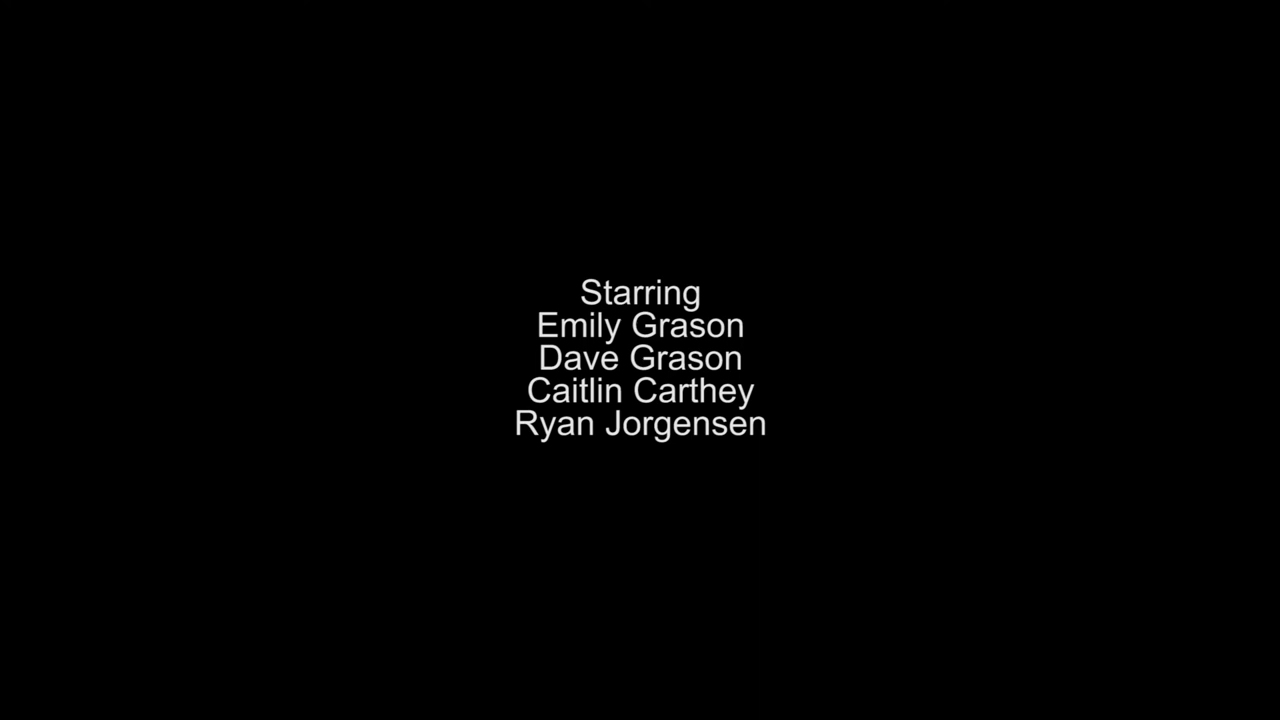 Starring
Emily Grason
Dave Grason
Caitlin Carthey
Ryan Jorgensen